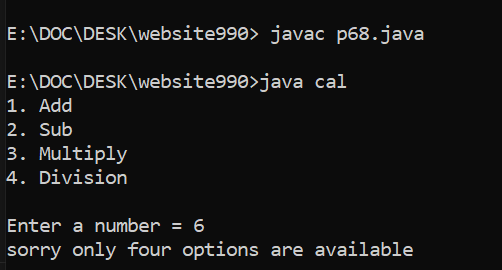 E:\DOC\DESK\website990> javac p68.java
E:\DOC\DESK\website990>java cal
1. Add
2. Sub
3. Multiply
4. Division
Enter a number = 6
sorry only four options are available